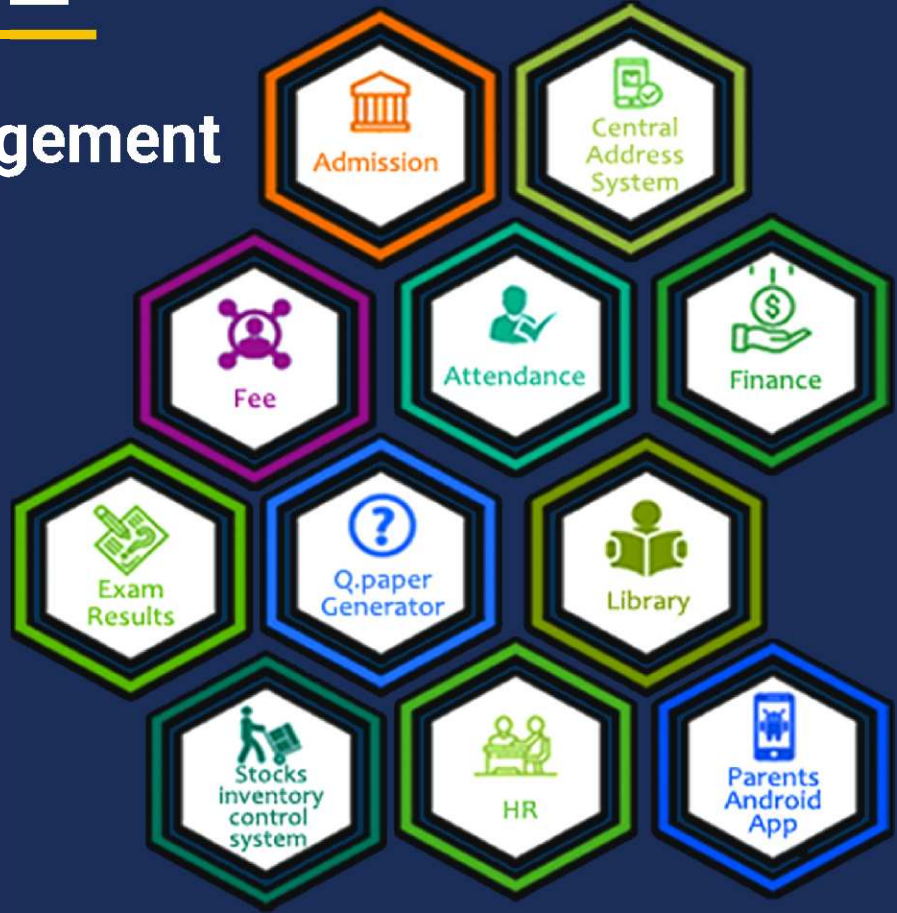 gement
Admission
Central
Address
System
Fee
Attendance
Finance
Exam
Results
Q.paper
Generator
Library
Stocks
inventory
control
system
HR
Parents
Android
App